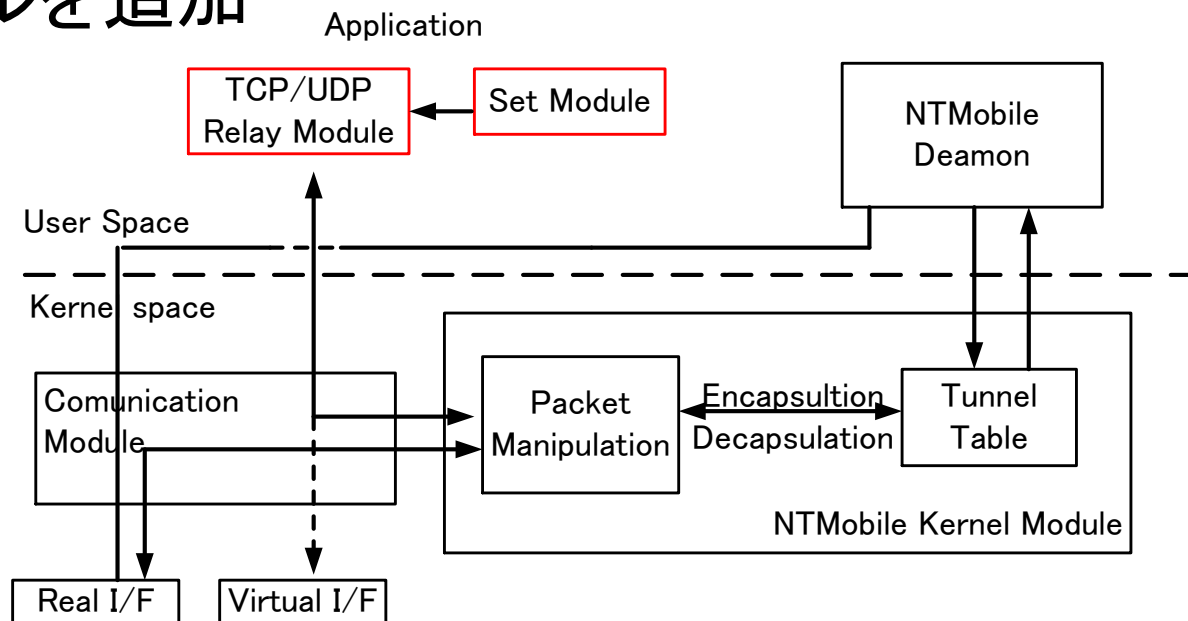 を追加
Application
TCP/UDP
Relay Module
Set Module
NTMobile
Deamon
User Space
Kernel space
Comunication
Module
Packet
Manipulation
Encapsultion
Decapsulation
Tunnel
Table
NTMobile Kernel Module
Real I/F
Virtual I/F